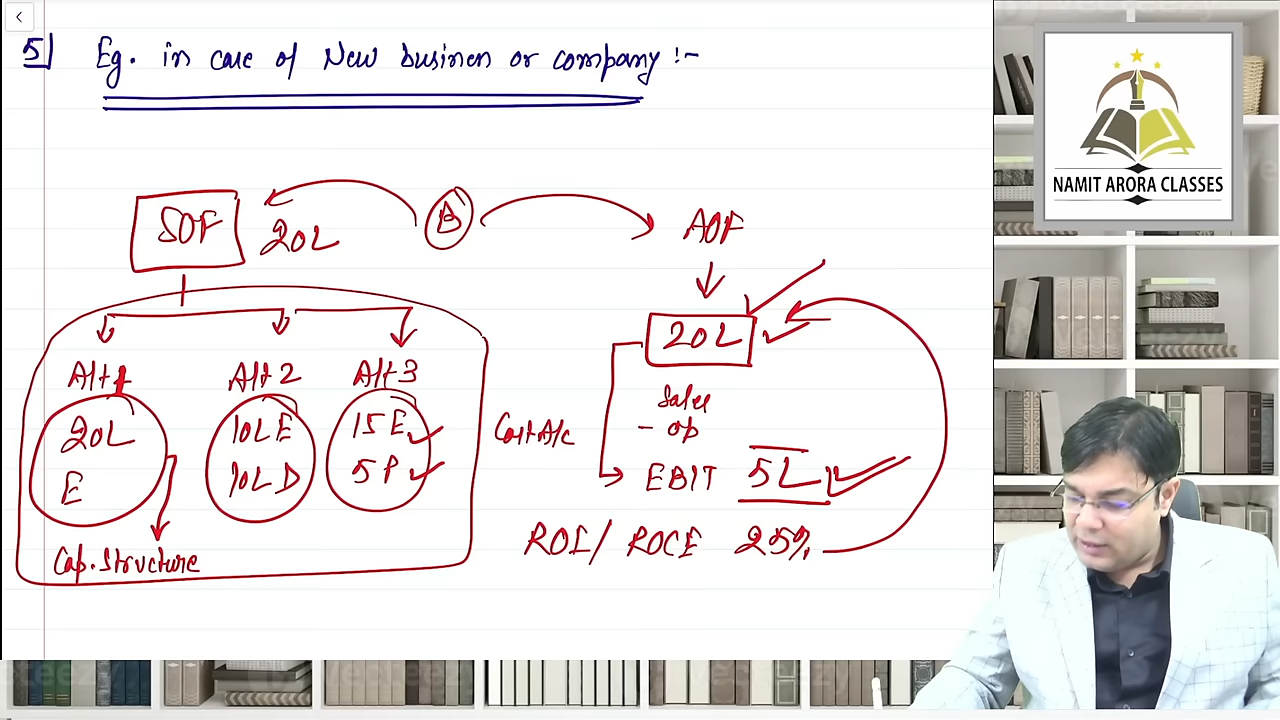 5] Eg. in case of New business or company :-
SOF 20L B AOF
20L
Alt 1 Alt 2 Alt 3
20L
E
10L E
10L D
15 E
5 P
Cap. Structure
Sales
- Op
Cost A/c
EBIT 5L
ROI/ ROCE 25%
NAMIT ARORA CLASSES